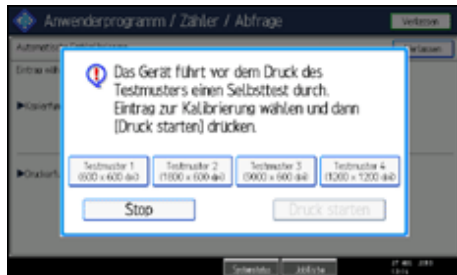 Anwenderprogramm / Zähler / Abfrage
Verlassen
Das Gerät führt vor dem Druck des
Testmusters einen Selbsttest durch.
Eintrag zur Kalibrierung wählen und dann
[Druck starten] drücken.
Testmuster 1
Testmuster 2
Testmuster 3
Testmuster 4
(600 x 600 dpi)
(1800 x 600 dpi)
(9000 x 600 dpi)
(1200 x 1200 dpi)
Stop
Druck starten
Systemstatus
Jobliste